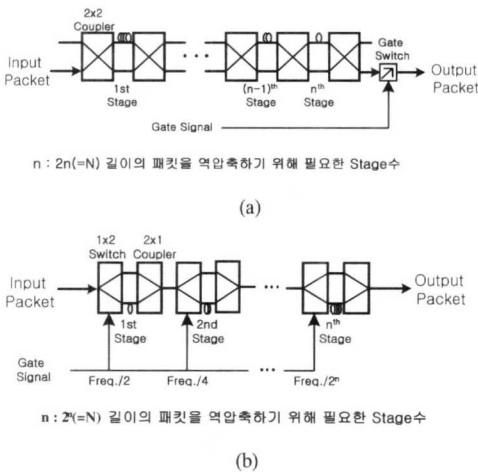 2x2
Coupler
Input
Packet
1st
Stage
(n-1)th
Stage
nth
Stage
Gate
Switch
Output
Packet
Gate Signal
n : 2n(=N) 길이의 패킷을 역압축하기 위해 필요한 Stage수
(a)
1x2
Switch
2x1
Coupler
Input
Packet
1st
Stage
2nd
Stage
nth
Stage
Output
Packet
Gate
Signal
Freq./2
Freq./4
Freq./2ⁿ
n : 2ⁿ(=N) 길이의 패킷을 역압축하기 위해 필요한 Stage수
(b)